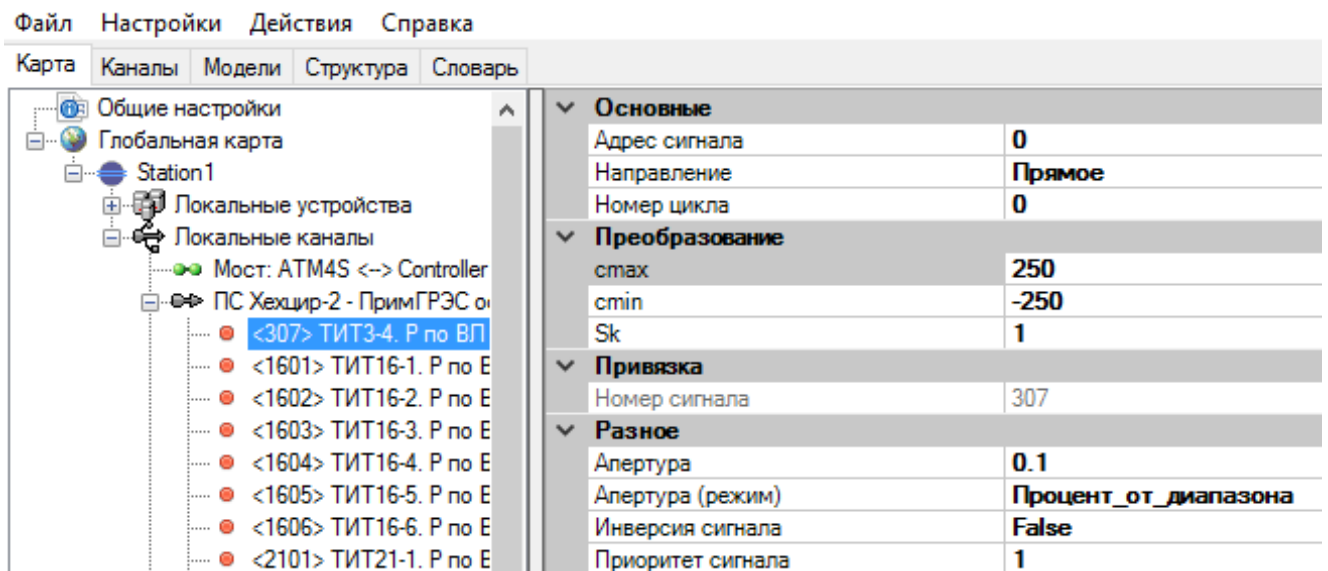 Файл Настройки Действия Справка
Карта Каналы Модели Структура Словарь
Общие настройки
Глобальная карта
Station1
Локальные устройства
Локальные каналы
Мост: ATM4S <--> Controller
ПС Хехцир-2 - ПримГРЭС о
<307> ТИТ3-4. Р по ВЛ
<1601> ТИТ16-1. Р по В
<1602> ТИТ16-2. Р по В
<1603> ТИТ16-3. Р по В
<1604> ТИТ16-4. Р по В
<1605> ТИТ16-5. Р по В
<1606> ТИТ16-6. Р по В
<2101> ТИТ21-1. Р по В
Основные
Адрес сигнала 0
Направление Прямое
Номер цикла 0
Преобразование
cmax 250
cmin -250
Sk 1
Привязка
Номер сигнала 307
Разное
Апертура 0.1
Апертура (режим) Процент_от_диапазона
Инверсия сигнала False
Приоритет сигнала 1